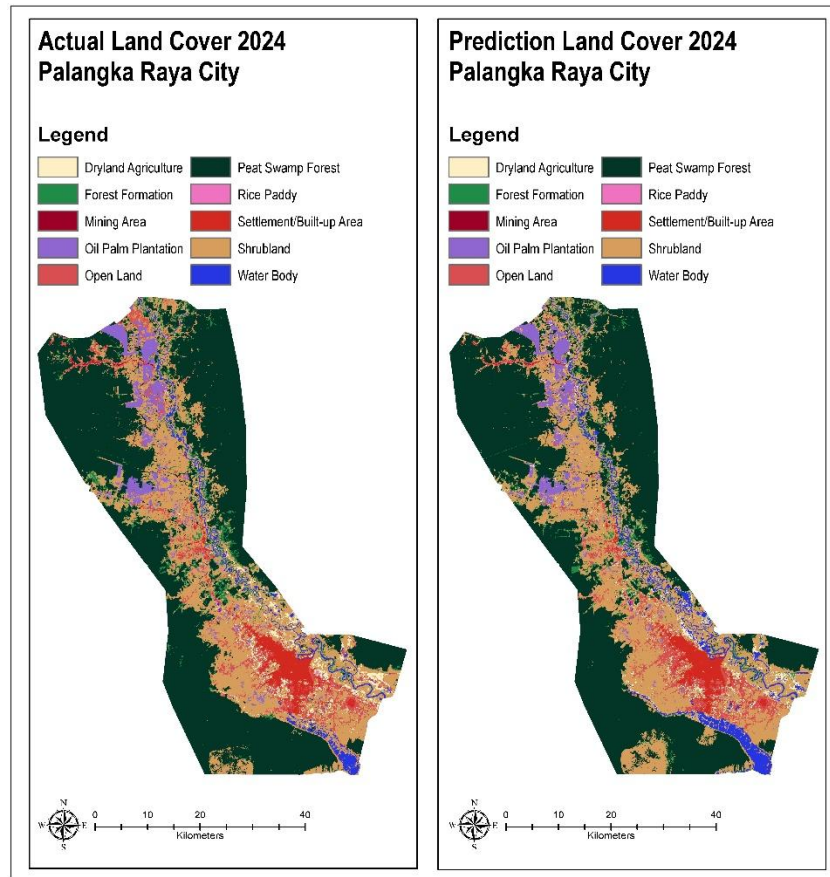 Actual Land Cover 2024
Palangka Raya City
Legend
Dryland Agriculture
Peat Swamp Forest
Forest Formation
Rice Paddy
Mining Area
Settlement/Built-up Area
Oil Palm Plantation
Shrubland
Open Land
Water Body
N
W E
S
0 10 20 40
Kilometers
Prediction Land Cover 2024
Palangka Raya City
Legend
Dryland Agriculture
Peat Swamp Forest
Forest Formation
Rice Paddy
Mining Area
Settlement/Built-up Area
Oil Palm Plantation
Shrubland
Open Land
Water Body
N
W E
S
0 10 20 40
Kilometers